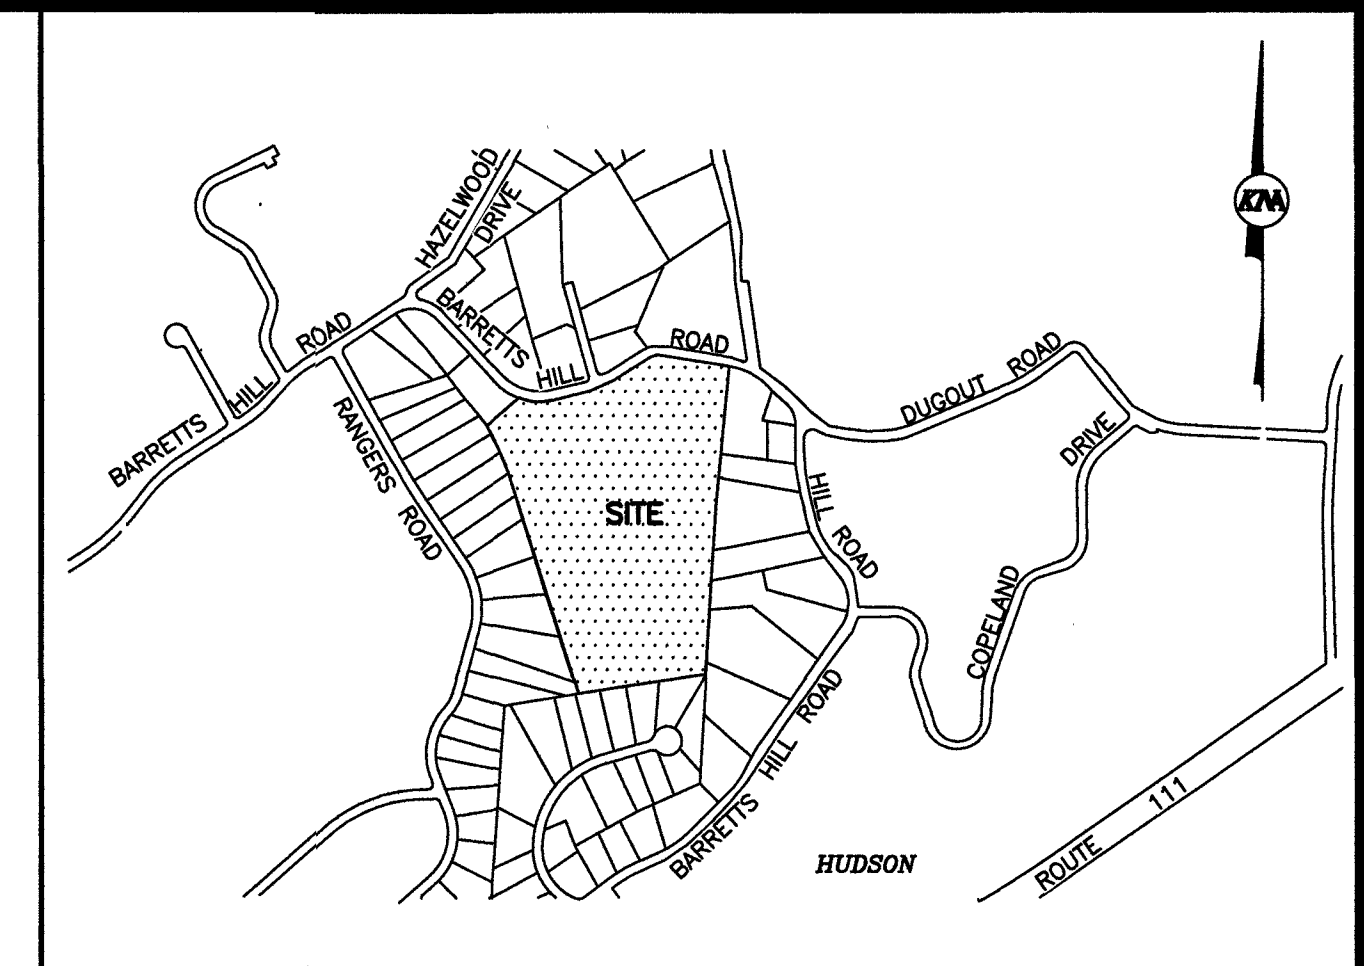 HAZELWOOD
DRIVE
KNA
BARRETTS
HILL
ROAD
BARRETTS
HILL
ROAD
RANGERS
ROAD
DUGOUT ROAD
DRIVE
COPELAND
SITE
HILL ROAD
BARRETTS HILL ROAD
HUDSON
ROUTE 111